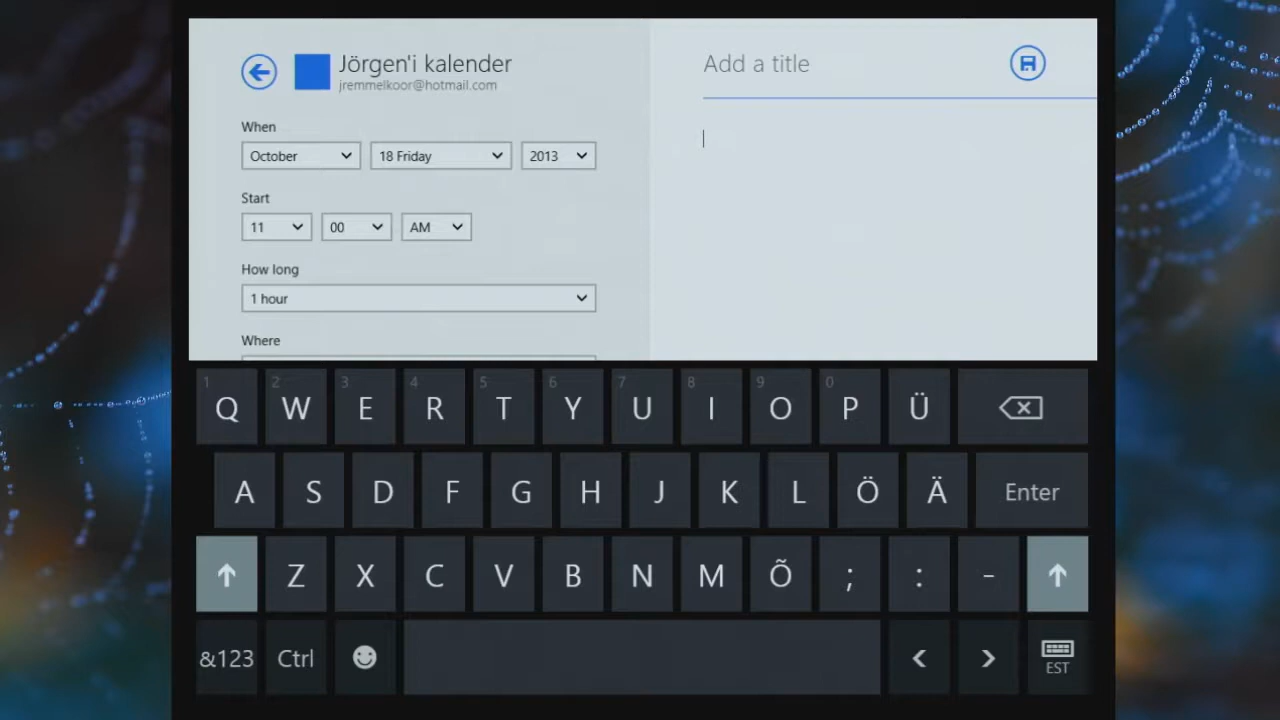 Jörgen'i kalender
jremmelkoor@hotmail.com
Add a title
When
October 18 Friday 2013
Start
11 00 AM
How long
1 hour
Where
1 2 3 4 5 6 7 8 9 0
Q W E R T Y U I O P Ü
A S D F G H J K L Ö Ä Enter
Z X C V B N M Õ ; : -
&123 Ctrl < > EST